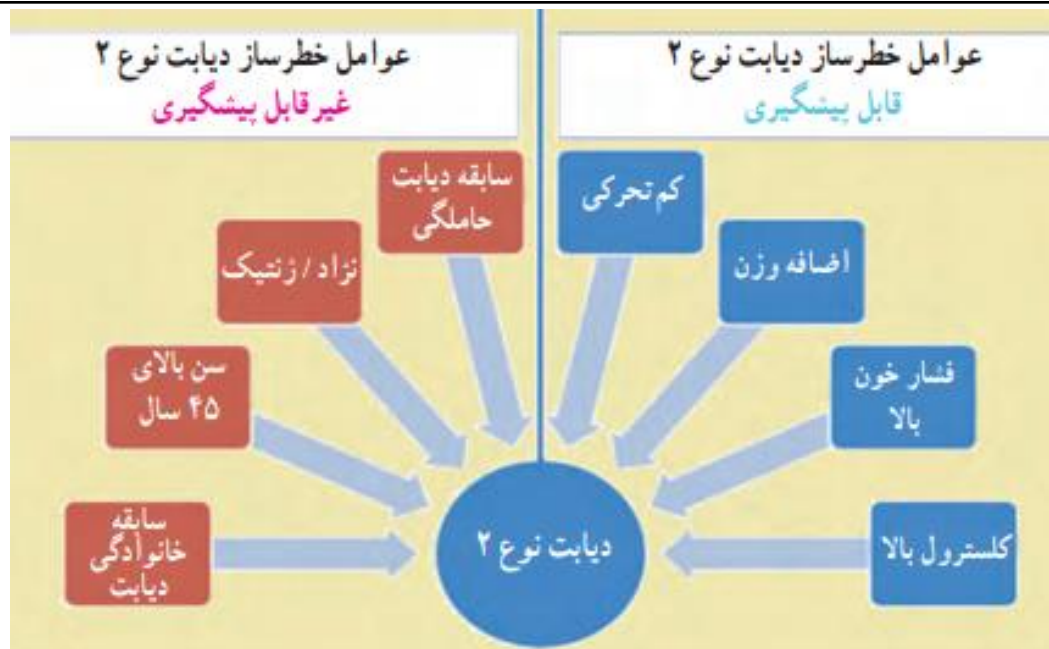 عوامل خطرساز دیابت نوع ۲
قابل پیشگیری
عوامل خطرساز دیابت نوع ۲
غیرقابل پیشگیری
کم تحرکی
اضافه وزن
فشار خون
بالا
کلسترول بالا
سابقه دیابت
حاملگی
نژاد / ژنتیک
سن بالای
۴۵ سال
سابقه
خانوادگی
دیابت
دیابت نوع ۲